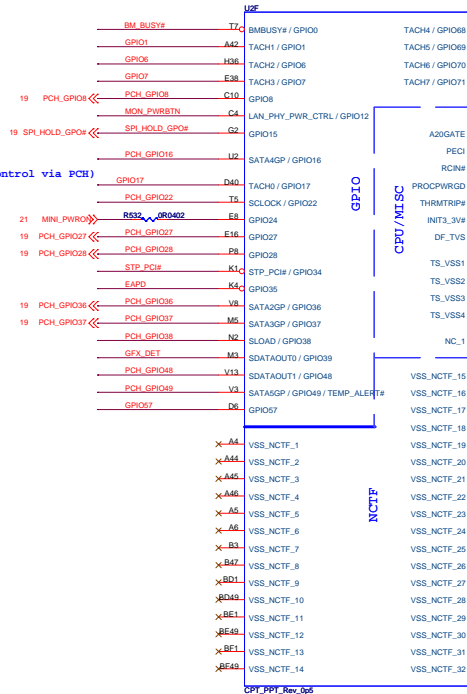 U2F
BM_BUSY# T7 BMBUSY# / GPIO0 TACH4 / GPIO68
GPIO1 A42 TACH1 / GPIO1 TACH5 / GPIO69
GPIO6 H36 TACH2 / GPIO6 TACH6 / GPIO70
GPIO7 E38 TACH3 / GPIO7 TACH7 / GPIO71
19 PCH_GPIO8 PCH_GPIO8 C10 GPIO8
MON_PWRBTN C4 LAN_PHY_PWR_CTRL / GPIO12
19 SPI_HOLD_GPO# SPI_HOLD_GPO# G2 GPIO15 A20GATE
PECI
PCH_GPIO16 U2 SATA4GP / GPIO16
ontrol via PCH) RCIN#
GPIO17 D40 TACH0 / GPIO17 GPIO PROCPWRGD
PCH_GPIO22 T5 SCLOCK / GPIO22 THRMTRIP#
21 MINI_PWRON R532 0R0402 E8 GPIO24 CPU/MISC INIT3_3V#
19 PCH_GPIO27 PCH_GPIO27 E16 GPIO27 DF_TVS
19 PCH_GPIO28 PCH_GPIO28 P8 GPIO28
STP_PCI# K1 STP_PCI# / GPIO34 TS_VSS1
EAPD K4 GPIO35 TS_VSS2
19 PCH_GPIO36 PCH_GPIO36 V8 SATA2GP / GPIO36 TS_VSS3
19 PCH_GPIO37 PCH_GPIO37 M5 SATA3GP / GPIO37 TS_VSS4
PCH_GPIO38 N2 SLOAD / GPIO38 NC_1
GFX_DET M3 SDATAOUT0 / GPIO39
PCH_GPIO48 V13 SDATAOUT1 / GPIO48 VSS_NCTF_15
PCH_GPIO49 V3 SATA5GP / GPIO49 / TEMP_ALERT# VSS_NCTF_16
GPIO57 D6 GPIO57 VSS_NCTF_17
VSS_NCTF_18
A4 VSS_NCTF_1 VSS_NCTF_19
A44 VSS_NCTF_2 VSS_NCTF_20
A45 VSS_NCTF_3 VSS_NCTF_21
A46 VSS_NCTF_4 NCTF VSS_NCTF_22
A5 VSS_NCTF_5 VSS_NCTF_23
A6 VSS_NCTF_6 VSS_NCTF_24
B3 VSS_NCTF_7 VSS_NCTF_25
B47 VSS_NCTF_8 VSS_NCTF_26
BD1 VSS_NCTF_9 VSS_NCTF_27
BD49 VSS_NCTF_10 VSS_NCTF_28
BE1 VSS_NCTF_11 VSS_NCTF_29
BE49 VSS_NCTF_12 VSS_NCTF_30
BF1 VSS_NCTF_13 VSS_NCTF_31
BF49 VSS_NCTF_14 VSS_NCTF_32
CPT_PPT_Rev_0p5